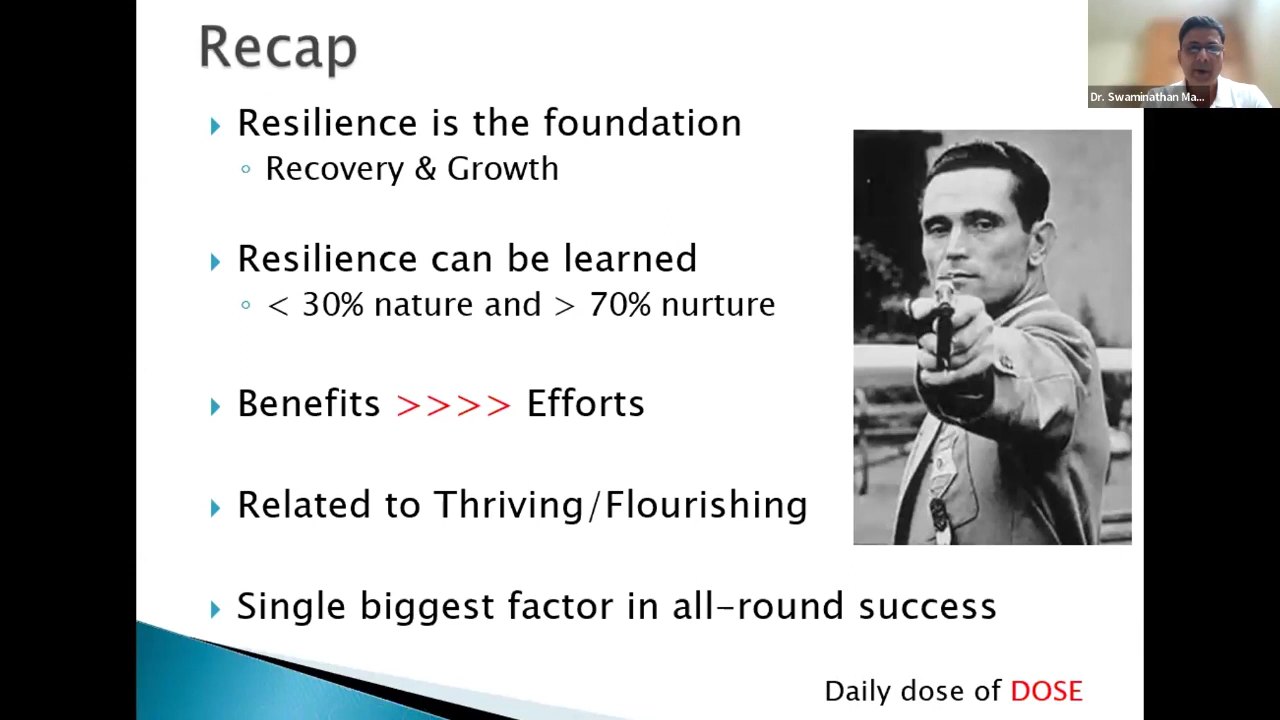 Recap
Dr. Swaminathan Ma...
Resilience is the foundation
Recovery & Growth
Resilience can be learned
< 30% nature and > 70% nurture
Benefits >>>> Efforts
Related to Thriving/Flourishing
Single biggest factor in all-round success
Daily dose of DOSE